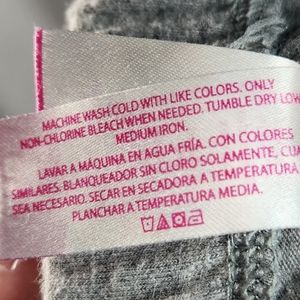 MACHINE WASH COLD WITH LIKE COLORS. ONLY
NON-CHLORINE BLEACH WHEN NEEDED. TUMBLE DRY LOW
MEDIUM IRON.
LAVAR A MÁQUINA EN AGUA FRÍA. CON COLORES
SIMILARES. BLANQUEADOR SIN CLORO SOLAMENTE, CUA
SEA NECESARIO. SECAR EN SECADORA A TEMPERATURA
PLANCHAR A TEMPERATURA MEDIA.